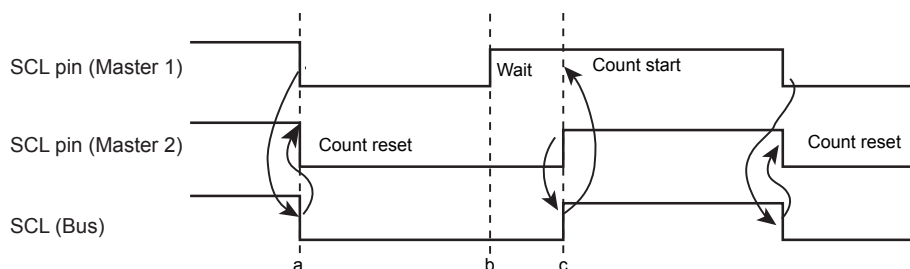 SCL pin (Master 1)
Wait
Count start
SCL pin (Master 2)
Count reset
Count reset
SCL (Bus)
a
b
c